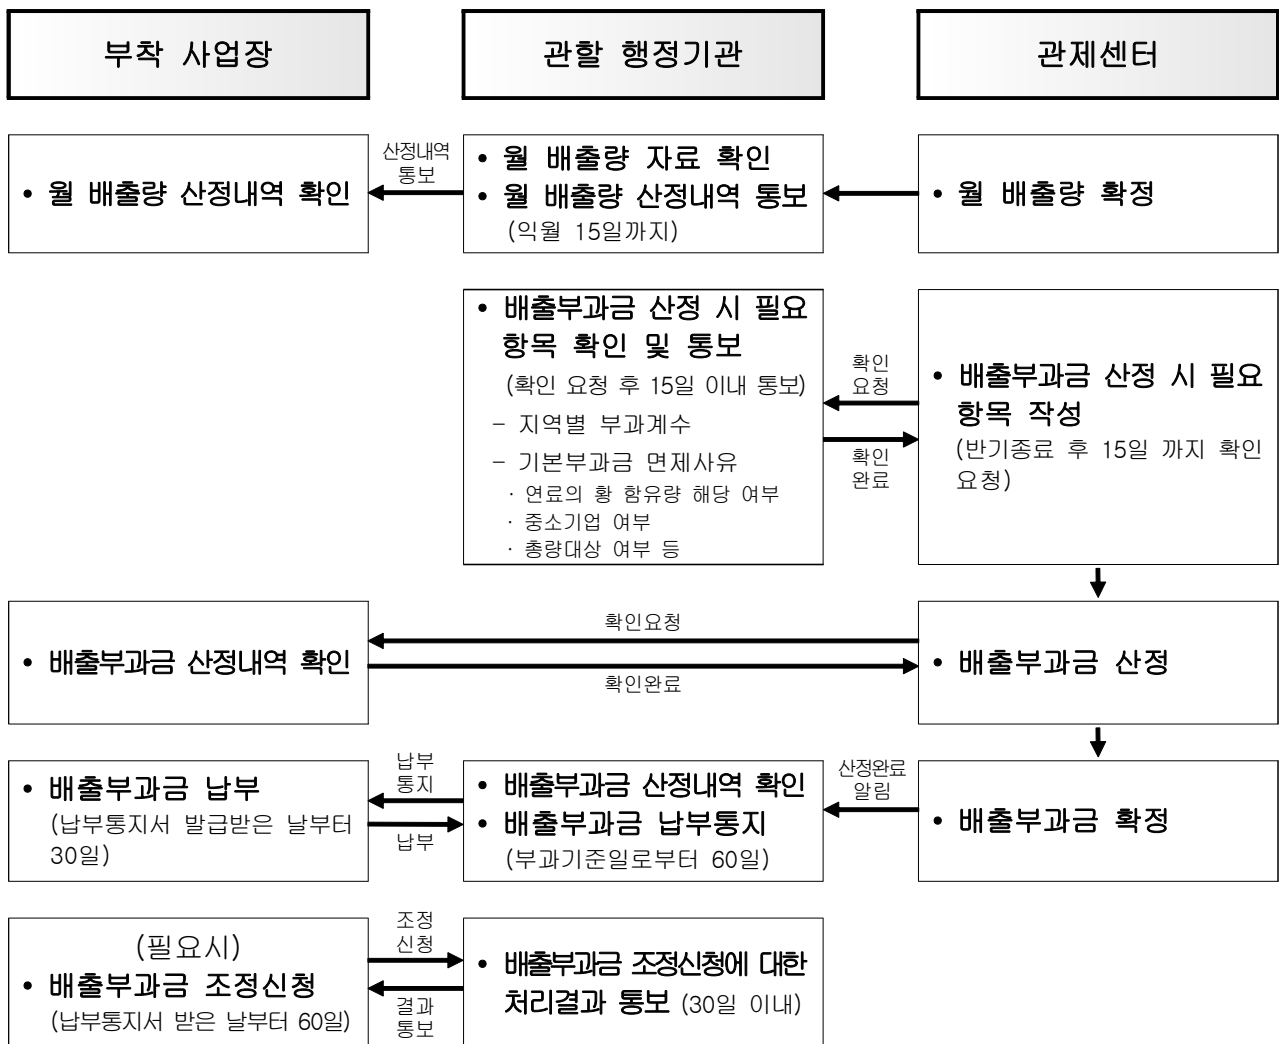 부착 사업장
관할 행정기관
관제센터
• 월 배출량 산정내역 확인
산정내역
통보
• 월 배출량 자료 확인
• 월 배출량 산정내역 통보
(익월 15일까지)
• 월 배출량 확정
• 배출부과금 산정 시 필요
항목 확인 및 통보
(확인 요청 후 15일 이내 통보)
- 지역별 부과계수
- 기본부과금 면제사유
· 연료의 황 함유량 해당 여부
· 중소기업 여부
· 총량대상 여부 등
확인
요청
확인
완료
• 배출부과금 산정 시 필요
항목 작성
(반기종료 후 15일 까지 확인
요청)
• 배출부과금 산정내역 확인
확인요청
확인완료
• 배출부과금 산정
• 배출부과금 납부
(납부통지서 발급받은 날부터
30일)
납부
통지
납부
• 배출부과금 산정내역 확인
• 배출부과금 납부통지
(부과기준일로부터 60일)
산정완료
알림
• 배출부과금 확정
(필요시)
• 배출부과금 조정신청
(납부통지서 받은 날부터 60일)
조정
신청
결과
통보
• 배출부과금 조정신청에 대한
처리결과 통보 (30일 이내)